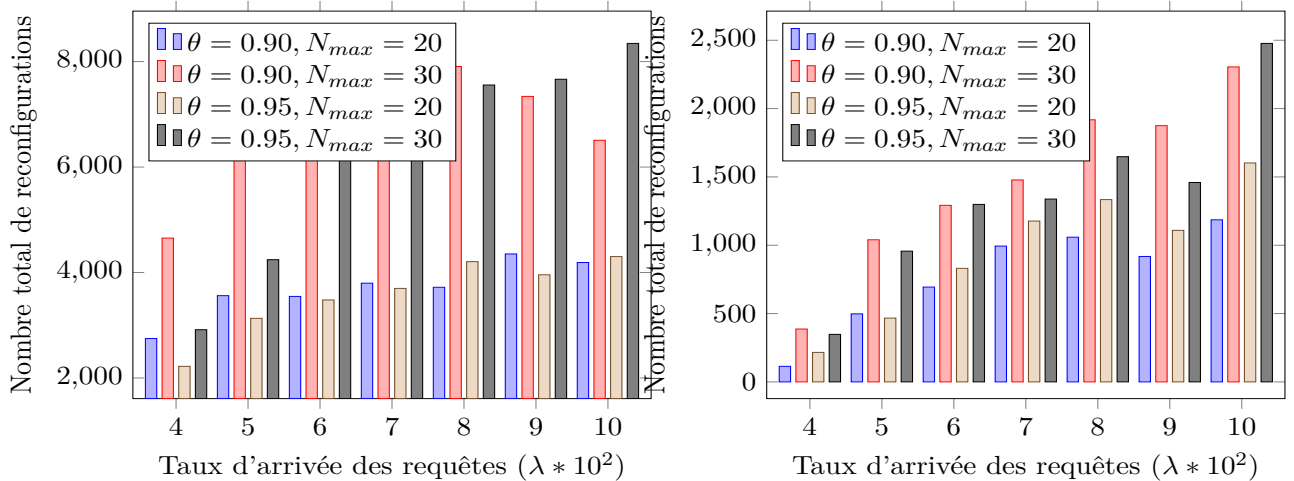 Nombre total de reconfigurations
8,000
6,000
4,000
2,000
θ = 0.90, N_max = 20
θ = 0.90, N_max = 30
θ = 0.95, N_max = 20
θ = 0.95, N_max = 30
4 5 6 7 8 9 10
Taux d'arrivée des requêtes (λ * 10²)
Nombre total de reconfigurations
2,500
2,000
1,500
1,000
500
0
θ = 0.90, N_max = 20
θ = 0.90, N_max = 30
θ = 0.95, N_max = 20
θ = 0.95, N_max = 30
4 5 6 7 8 9 10
Taux d'arrivée des requêtes (λ * 10²)